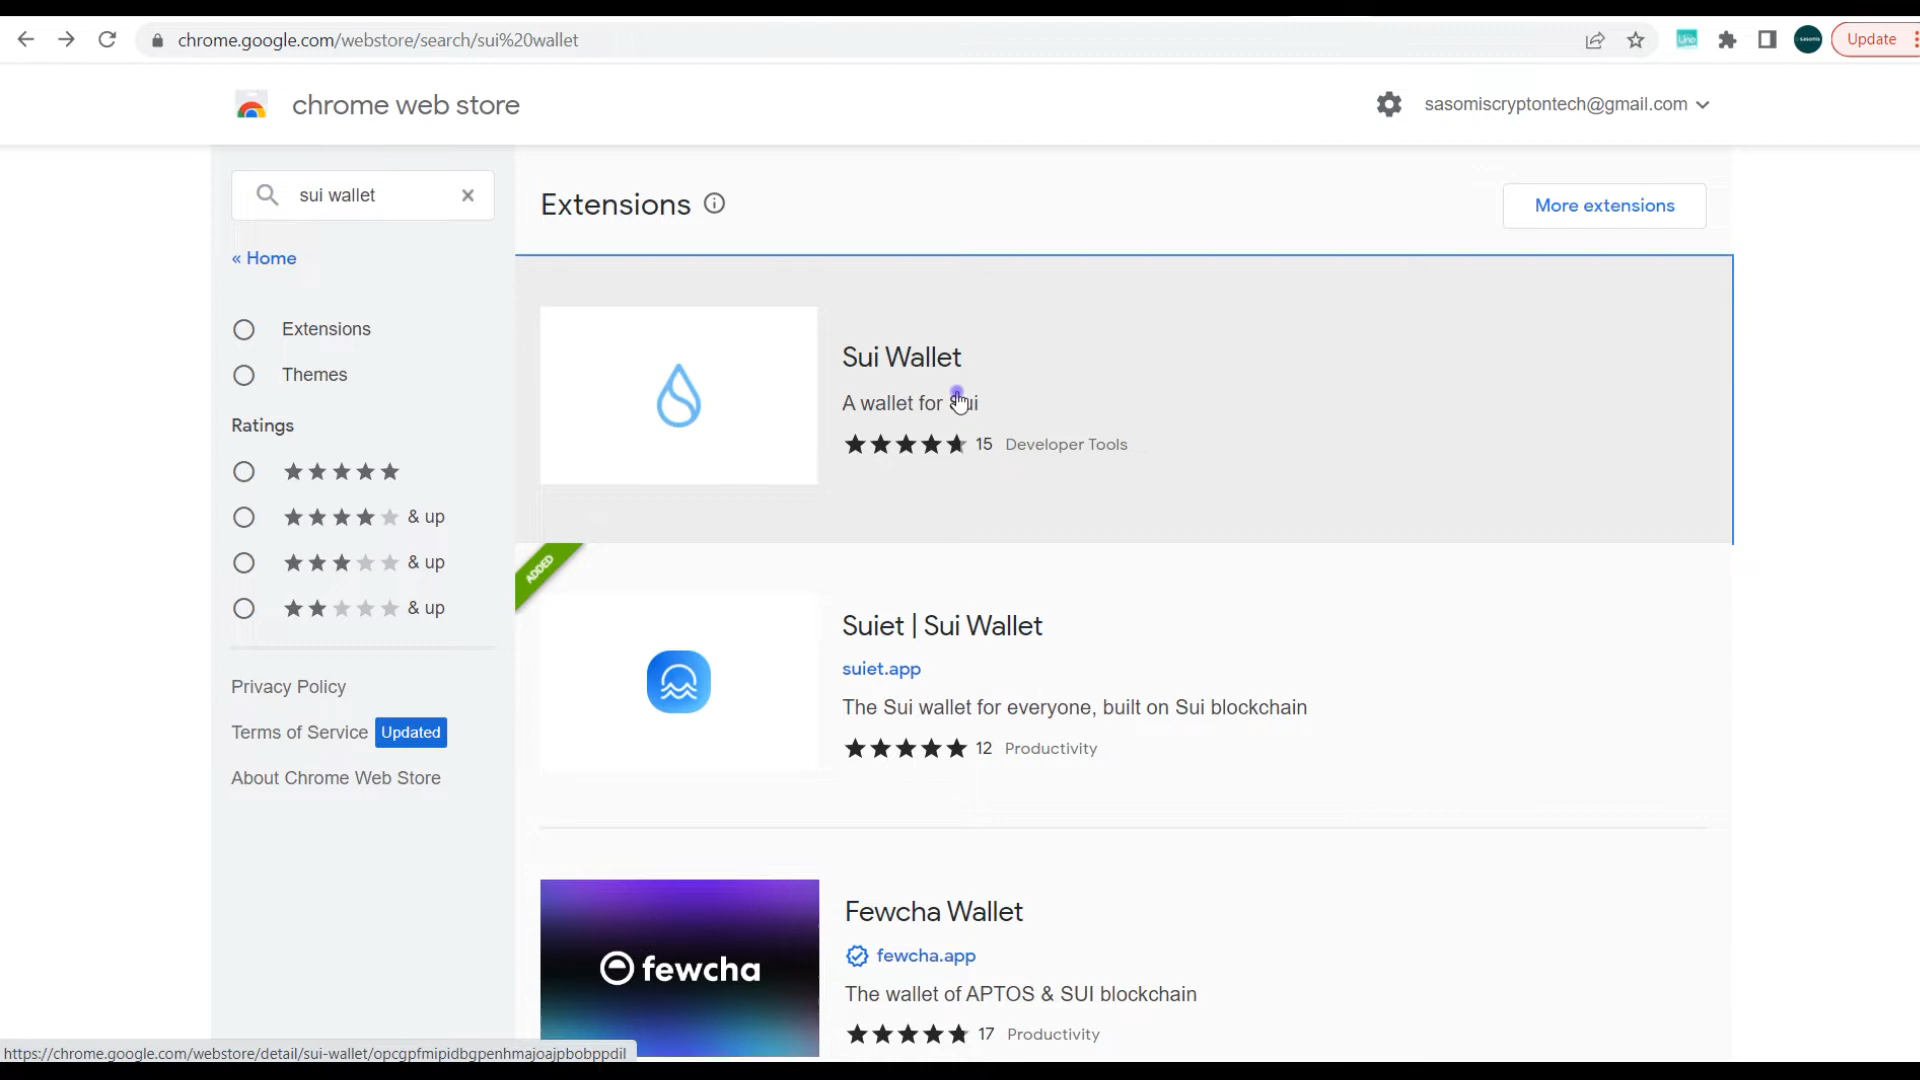 chrome.google.com/webstore/search/sui%20wallet
Update
chrome web store
sasomiscryptontech@gmail.com
sui wallet
« Home
Extensions
Themes
Ratings
& up
& up
& up
Privacy Policy
Terms of Service Updated
About Chrome Web Store
Extensions
More extensions
Sui Wallet
A wallet for Sui
15 Developer Tools
ADDED
Suiet | Sui Wallet
suiet.app
The Sui wallet for everyone, built on Sui blockchain
12 Productivity
fewcha
Fewcha Wallet
fewcha.app
The wallet of APTOS & SUI blockchain
17 Productivity
https://chrome.google.com/webstore/detail/sui-wallet/opcgpfmipidbgpenhmajoajpbobppdil